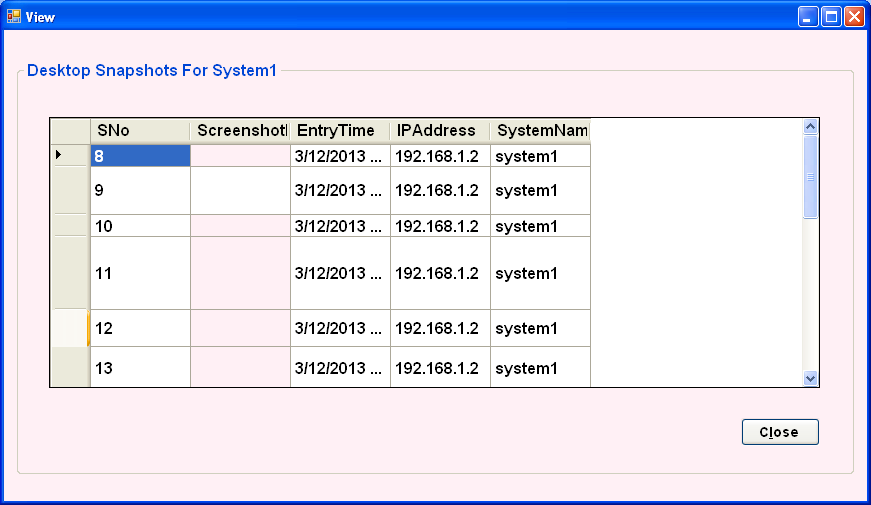 View
Desktop Snapshots For System1
SNo Screenshot EntryTime IPAddress SystemNam
8 3/12/2013 ... 192.168.1.2 system1
9 3/12/2013 ... 192.168.1.2 system1
10 3/12/2013 ... 192.168.1.2 system1
11 3/12/2013 ... 192.168.1.2 system1
12 3/12/2013 ... 192.168.1.2 system1
13 3/12/2013 ... 192.168.1.2 system1
Close